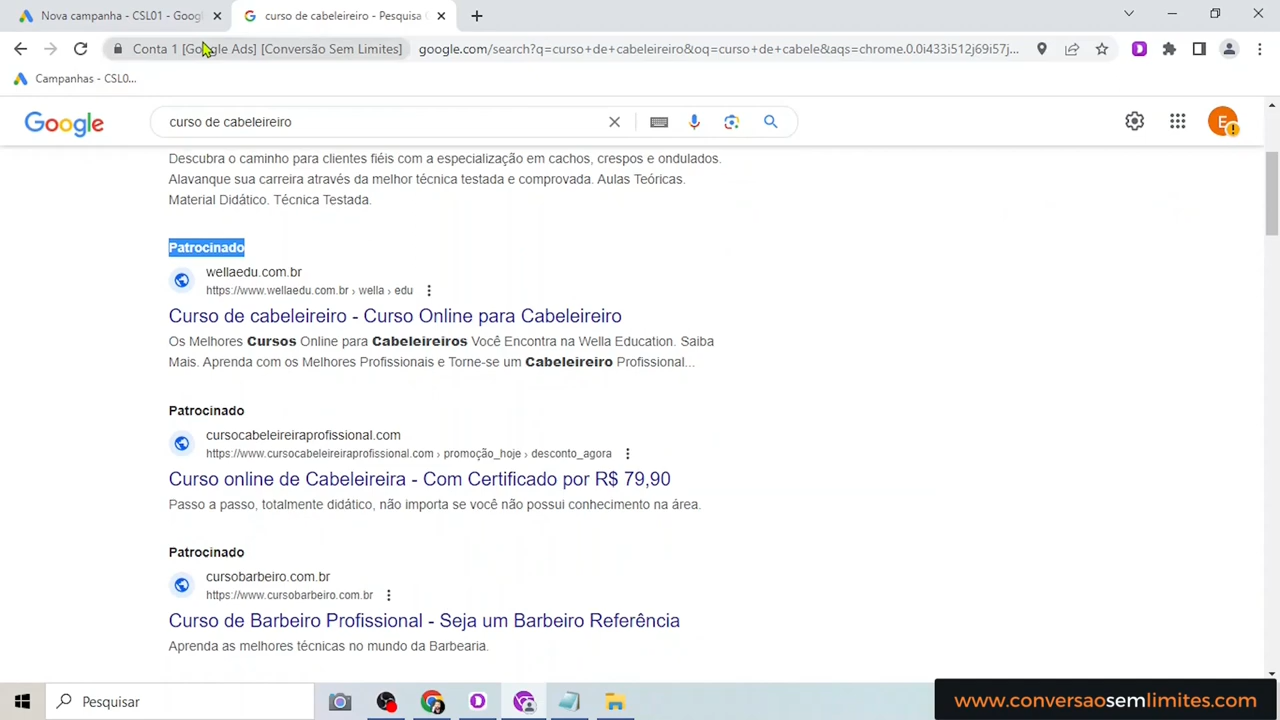 Nova campanha - CSL01 - Googl
curso de cabeleireiro - Pesquisa G
Conta 1 [Google Ads] [Conversão Sem Limites]
google.com/search?q=curso+de+cabeleireiro&oq=curso+de+cabele&aqs=chrome.0.0i433i512j69i57j...
Campanhas - CSL0...
Google
curso de cabeleireiro
E
Descubra o caminho para clientes fiéis com a especialização em cachos, crespos e ondulados.
Alavanque sua carreira através da melhor técnica testada e comprovada. Aulas Teóricas.
Material Didático. Técnica Testada.
Patrocinado
wellaedu.com.br
https://www.wellaedu.com.br › wella › edu
Curso de cabeleireiro - Curso Online para Cabeleireiro
Os Melhores Cursos Online para Cabeleireiros Você Encontra na Wella Education. Saiba
Mais. Aprenda com os Melhores Profissionais e Torne-se um Cabeleireiro Profissional...
Patrocinado
cursocabeleireiraprofissional.com
https://www.cursocabeleireiraprofissional.com › promoção_hoje › desconto_agora
Curso online de Cabeleireira - Com Certificado por R$ 79,90
Passo a passo, totalmente didático, não importa se você não possui conhecimento na área.
Patrocinado
cursobarbeiro.com.br
https://www.cursobarbeiro.com.br
Curso de Barbeiro Profissional - Seja um Barbeiro Referência
Aprenda as melhores técnicas no mundo da Barbearia.
Pesquisar
www.conversaosemlimites.com